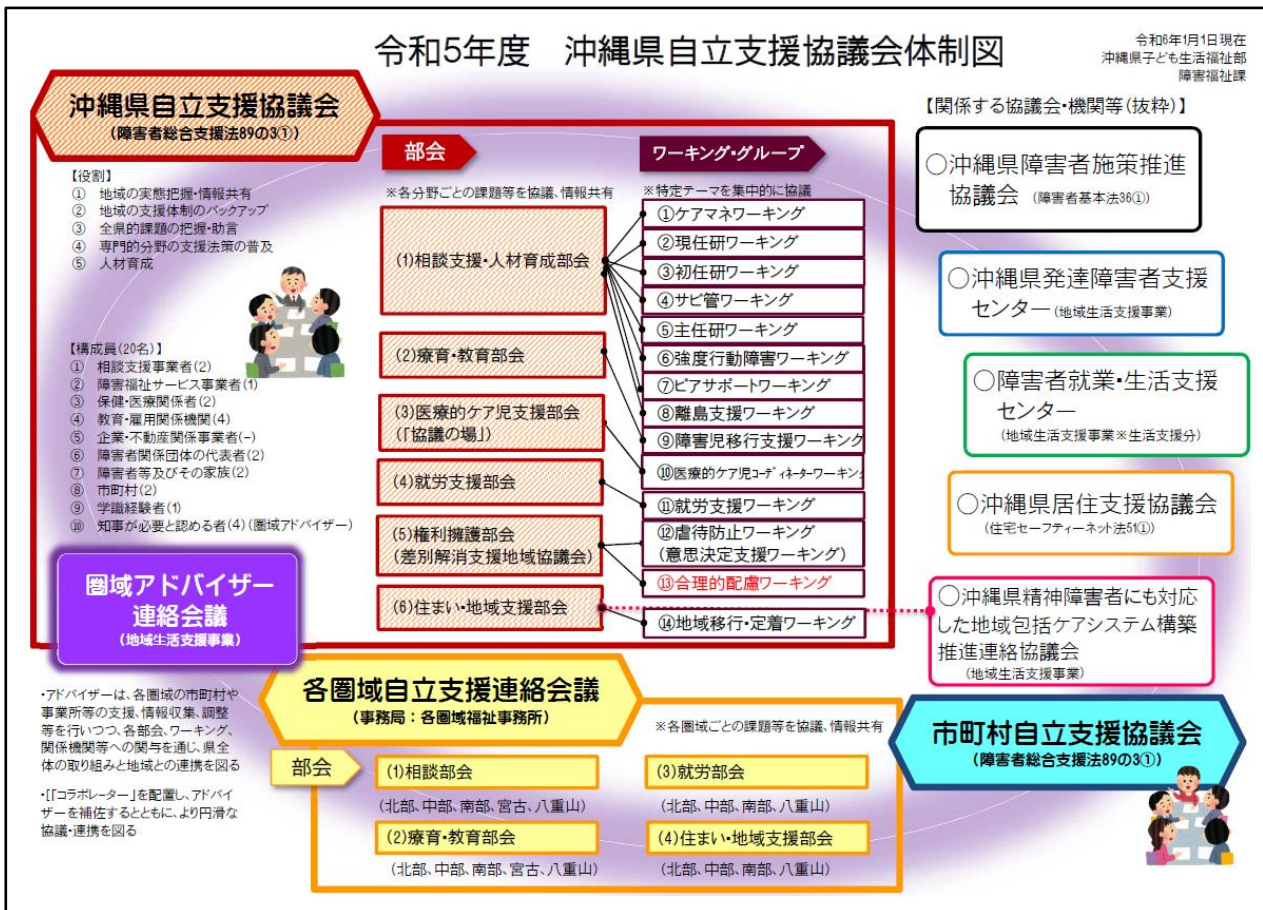 令和5年度　沖縄県自立支援協議会体制図
令和6年1月1日現在
沖縄県子ども生活福祉部
障害福祉課
沖縄県自立支援協議会
(障害者総合支援法89の3①)
【役割】
①　地域の実態把握・情報共有
②　地域の支援体制のバックアップ
③　全県的課題の把握・助言
④　専門的分野の支援法策の普及
⑤　人材育成
【構成員(20名)】
①　相談支援事業者(2)
②　障害福祉サービス事業者(1)
③　保健・医療関係者(2)
④　教育・雇用関係機関(4)
⑤　企業・不動産関係事業者(-)
⑥　障害者関係団体の代表者(2)
⑦　障害者等及びその家族(2)
⑧　市町村(2)
⑨　学識経験者(1)
⑩　知事が必要と認める者(4)(圏域アドバイザー)
部会
※各分野ごとの課題等を協議、情報共有
(1)相談支援・人材育成部会
(2)療育・教育部会
(3)医療的ケア児支援部会
(「協議の場」)
(4)就労支援部会
(5)権利擁護部会
(差別解消支援地域協議会)
(6)住まい・地域支援部会
ワーキング・グループ
※特定テーマを集中的に協議
①ケアマネワーキング
②現任研ワーキング
③初任研ワーキング
④サビ管ワーキング
⑤主任研ワーキング
⑥強度行動障害ワーキング
⑦ピアサポートワーキング
⑧離島支援ワーキング
⑨障害児移行支援ワーキング
⑩医療的ケア児コーディネーターワーキング
⑪就労支援ワーキング
⑫虐待防止ワーキング
(意思決定支援ワーキング)
⑬合理的配慮ワーキング
⑭地域移行・定着ワーキング
【関係する協議会・機関等(抜粋)】
○沖縄県障害者施策推進
協議会 (障害者基本法36①)
○沖縄県発達障害者支援
センター(地域生活支援事業)
○障害者就業・生活支援
センター
(地域生活支援事業※生活支援分)
○沖縄県居住支援協議会
(住宅セーフティーネット法51①)
○沖縄県精神障害者にも対応
した地域包括ケアシステム構築
推進連絡協議会
(地域生活支援事業)
圏域アドバイザー
連絡会議
(地域生活支援事業)
・アドバイザーは、各圏域の市町村や
事業所等の支援、情報収集、調整
等を行いつつ、各部会、ワーキング、
関係機関等への関与を通じ、県全
体の取り組みと地域との連携を図る
・[「コラボレーター」を配置し、アドバイ
ザーを補佐するとともに、より円滑な
協議・連携を図る
各圏域自立支援連絡会議
(事務局：各圏域福祉事務所)
※各圏域ごとの課題等を協議、情報共有
部会
(1)相談部会
(北部、中部、南部、宮古、八重山)
(2)療育・教育部会
(北部、中部、南部、宮古、八重山)
(3)就労部会
(北部、中部、南部、八重山)
(4)住まい・地域支援部会
(北部、中部、南部、八重山)
市町村自立支援協議会
(障害者総合支援法89の3①)